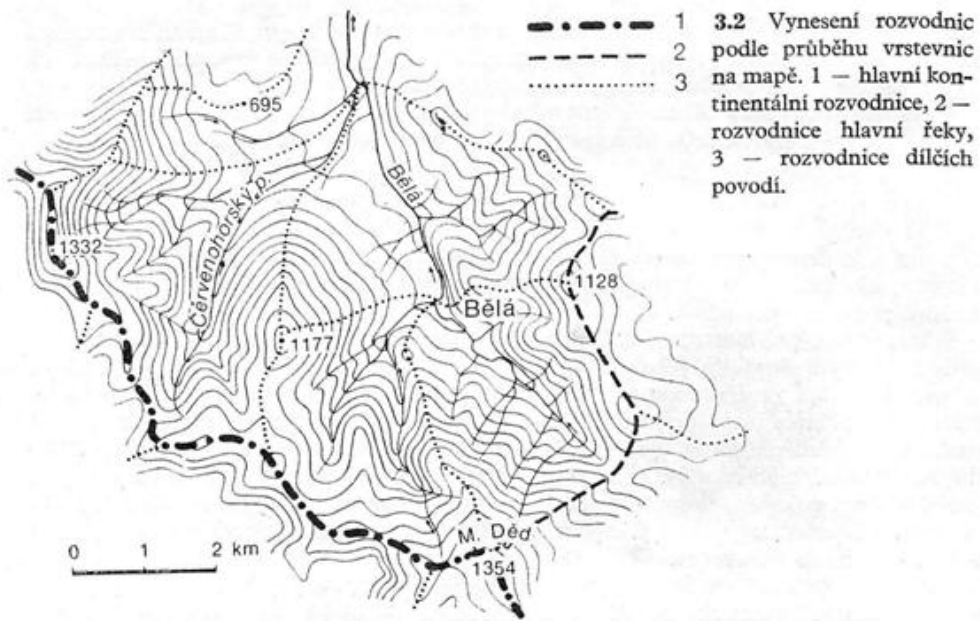 1
2
3
3.2 Vynesení rozvodnic
podle průběhu vrstevnic
na mapě. 1 — hlavní kon-
tinentální rozvodnice, 2 —
rozvodnice hlavní řeky,
3 — rozvodnice dílčích
povodí.
695
Bělá
1332
Červenohorský p.
1128
Bělá
1177
M. Děd
1354
0 1 2 km